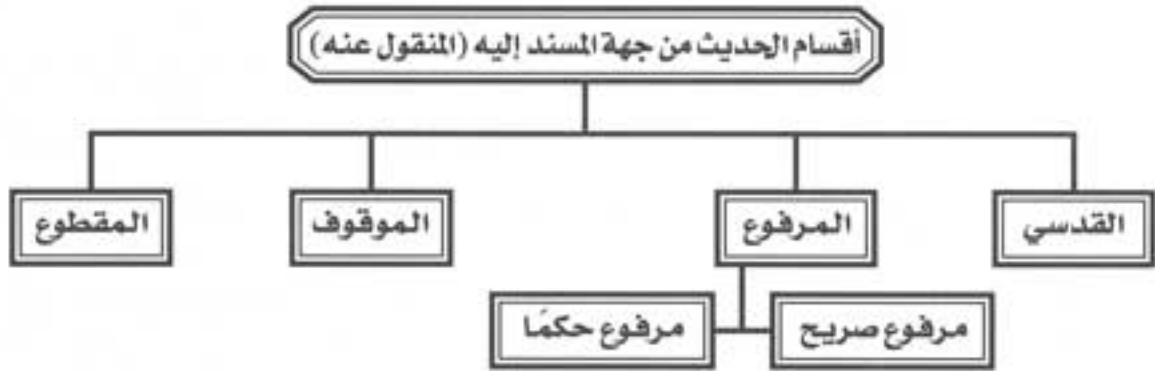 أقسام الحديث من جهة المسند إليه (المنقول عنه)
القدسي
المرفوع
الموقوف
المقطوع
مرفوع صريح
مرفوع حكمًا